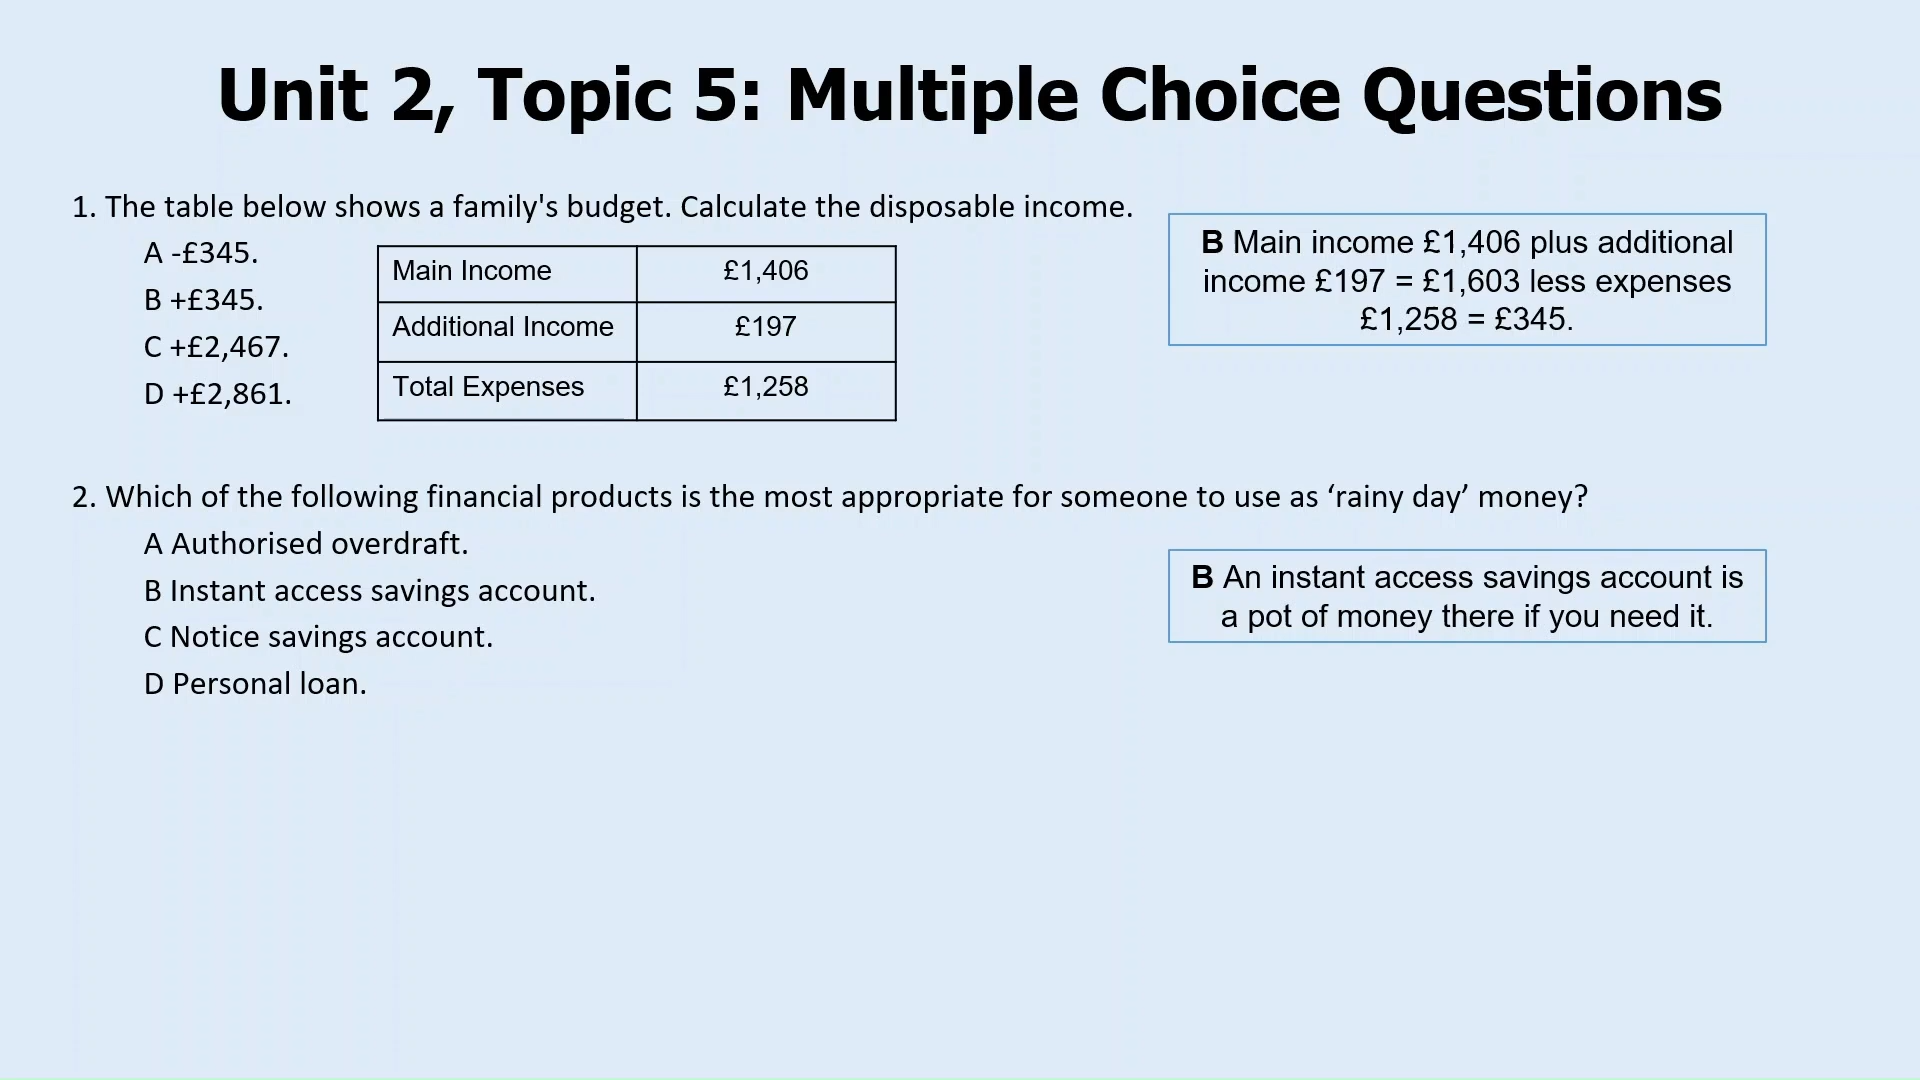 Unit 2, Topic 5: Multiple Choice Questions
1. The table below shows a family's budget. Calculate the disposable income.
A -£345.
B +£345.
C +£2,467.
D +£2,861.
Main Income £1,406
Additional Income £197
Total Expenses £1,258
B Main income £1,406 plus additional
income £197 = £1,603 less expenses
£1,258 = £345.
2. Which of the following financial products is the most appropriate for someone to use as ‘rainy day’ money?
A Authorised overdraft.
B Instant access savings account.
C Notice savings account.
D Personal loan.
B An instant access savings account is
a pot of money there if you need it.